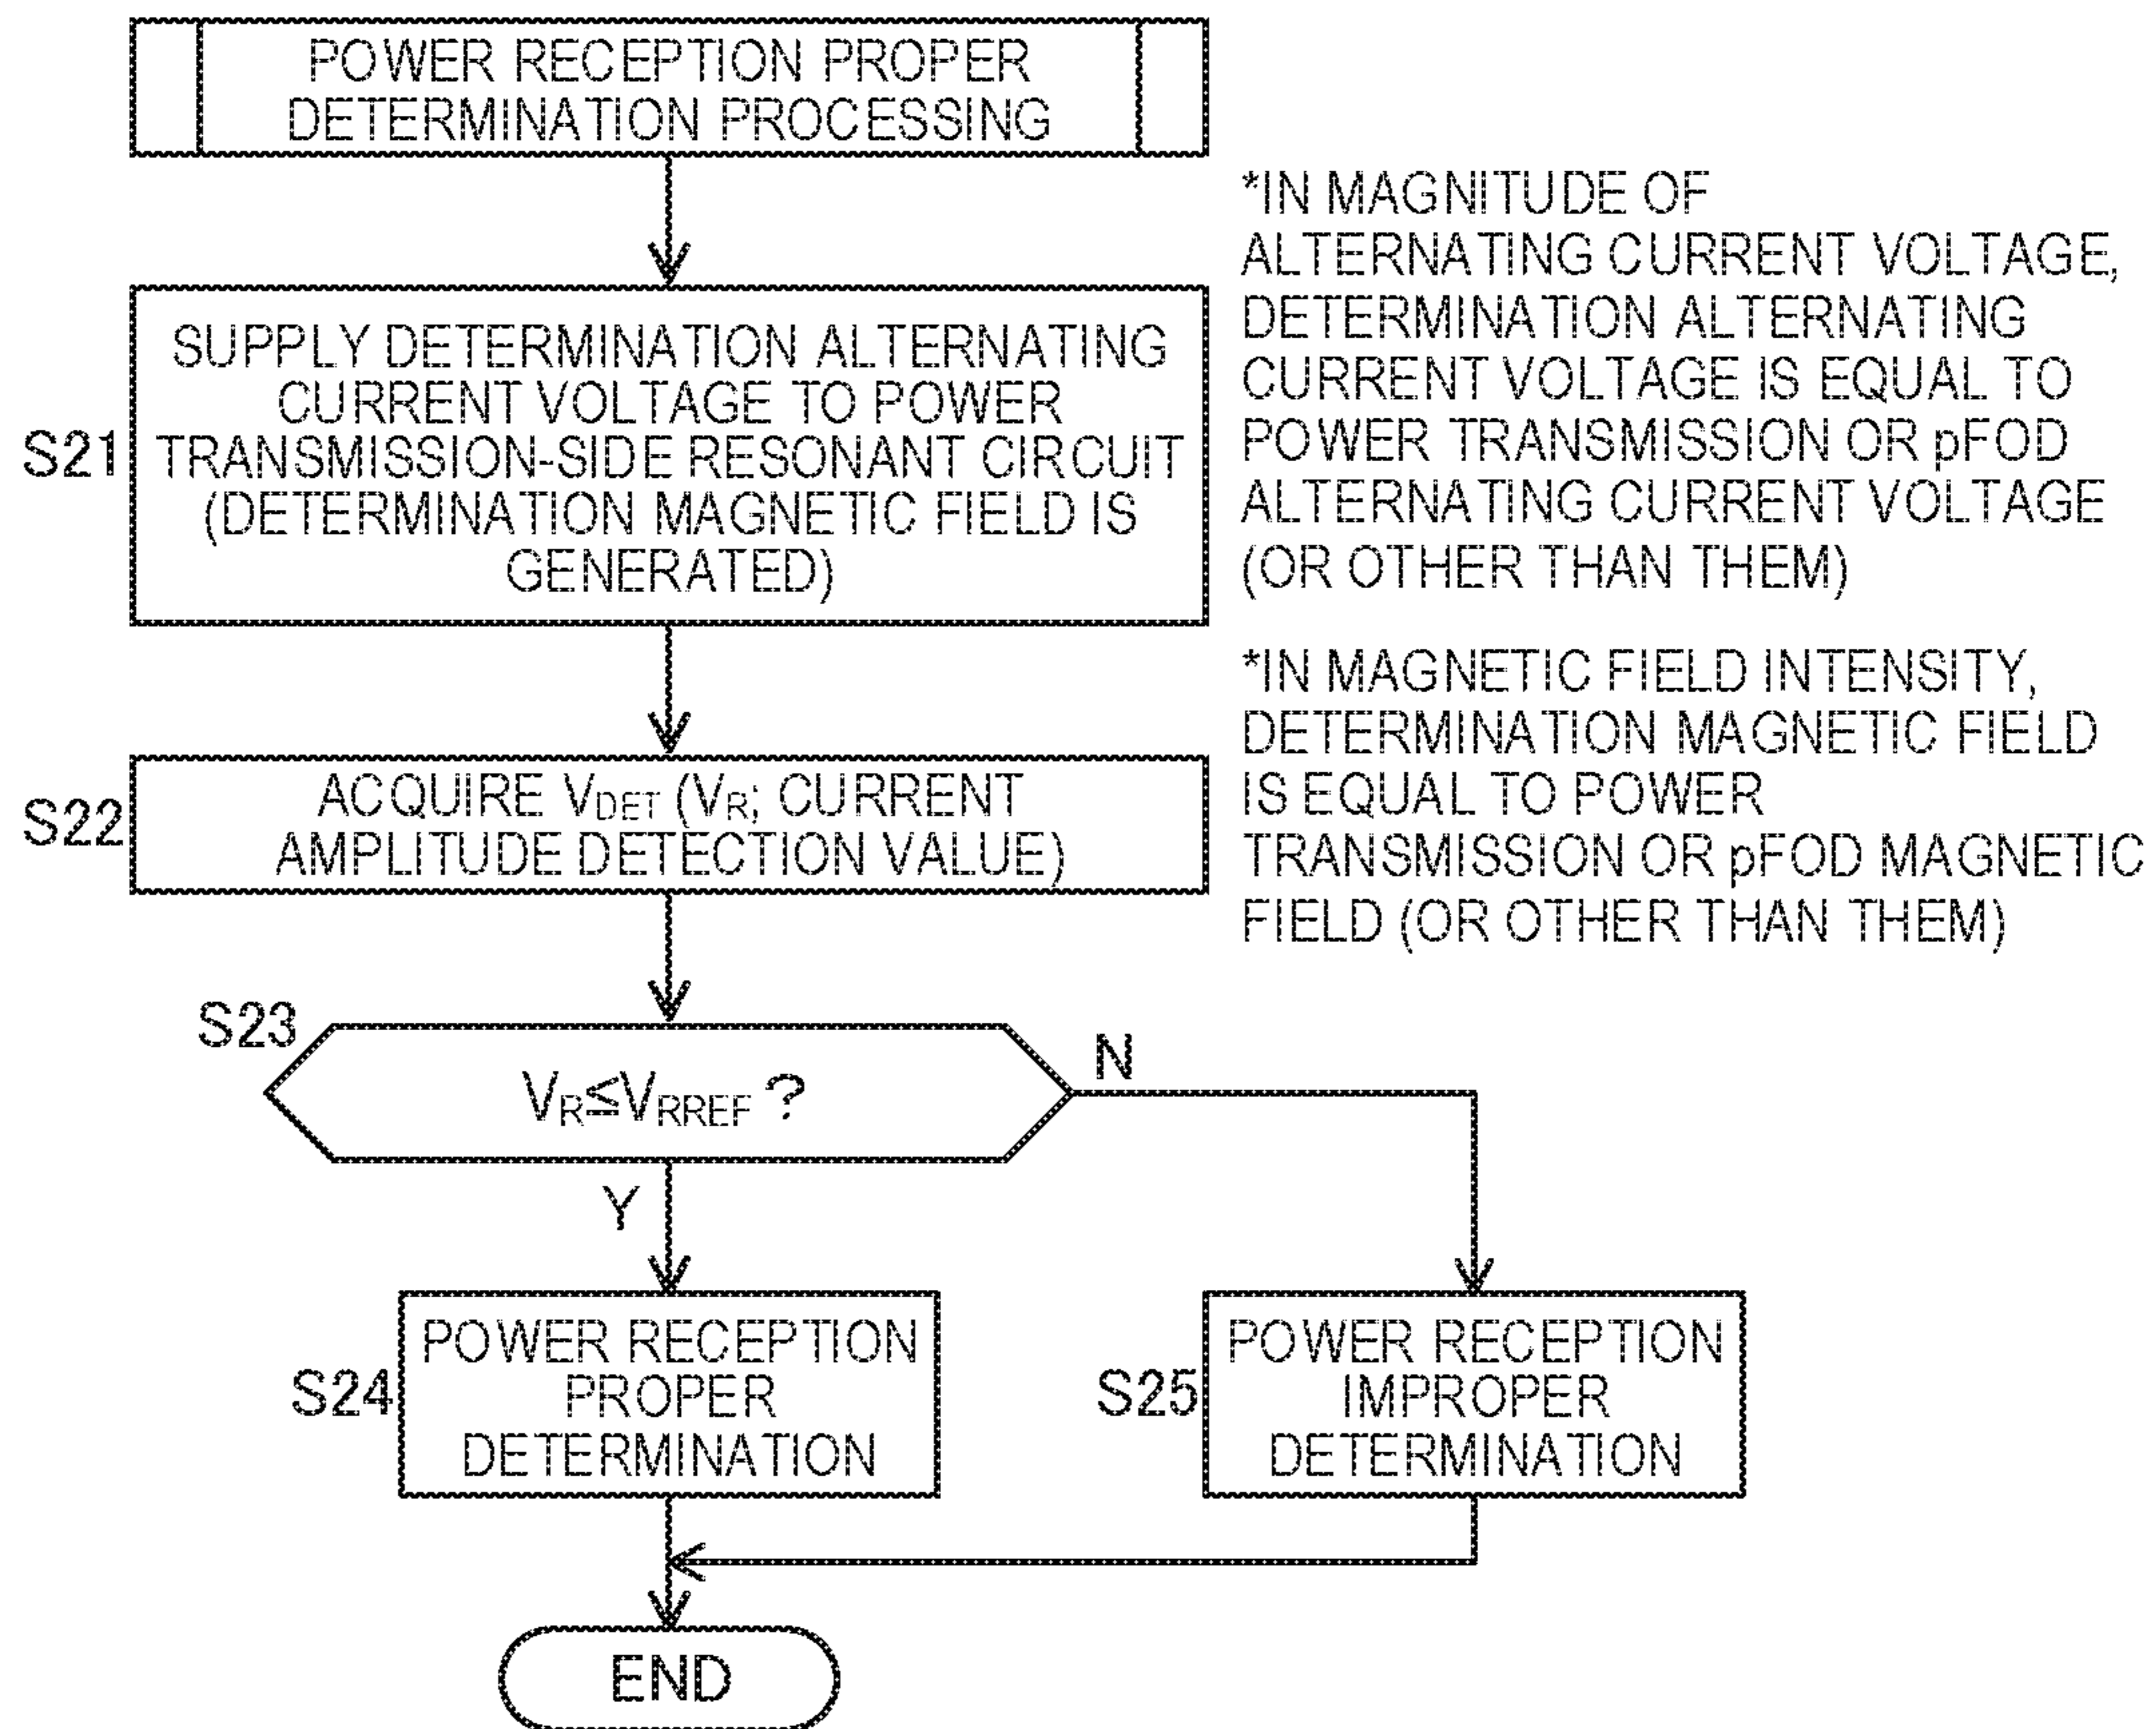 POWER RECEPTION PROPER
DETERMINATION PROCESSING
S21
SUPPLY DETERMINATION ALTERNATING
CURRENT VOLTAGE TO POWER
TRANSMISSION-SIDE RESONANT CIRCUIT
(DETERMINATION MAGNETIC FIELD IS
GENERATED)
*IN MAGNITUDE OF
ALTERNATING CURRENT VOLTAGE,
DETERMINATION ALTERNATING
CURRENT VOLTAGE IS EQUAL TO
POWER TRANSMISSION OR pFOD
ALTERNATING CURRENT VOLTAGE
(OR OTHER THAN THEM)
*IN MAGNETIC FIELD INTENSITY,
DETERMINATION MAGNETIC FIELD
IS EQUAL TO POWER
TRANSMISSION OR pFOD MAGNETIC
FIELD (OR OTHER THAN THEM)
S22
ACQUIRE VDET (VR; CURRENT
AMPLITUDE DETECTION VALUE)
S23
VR≤VRREF ?
N
Y
S24
POWER RECEPTION
PROPER
DETERMINATION
S25
POWER RECEPTION
IMPROPER
DETERMINATION
END